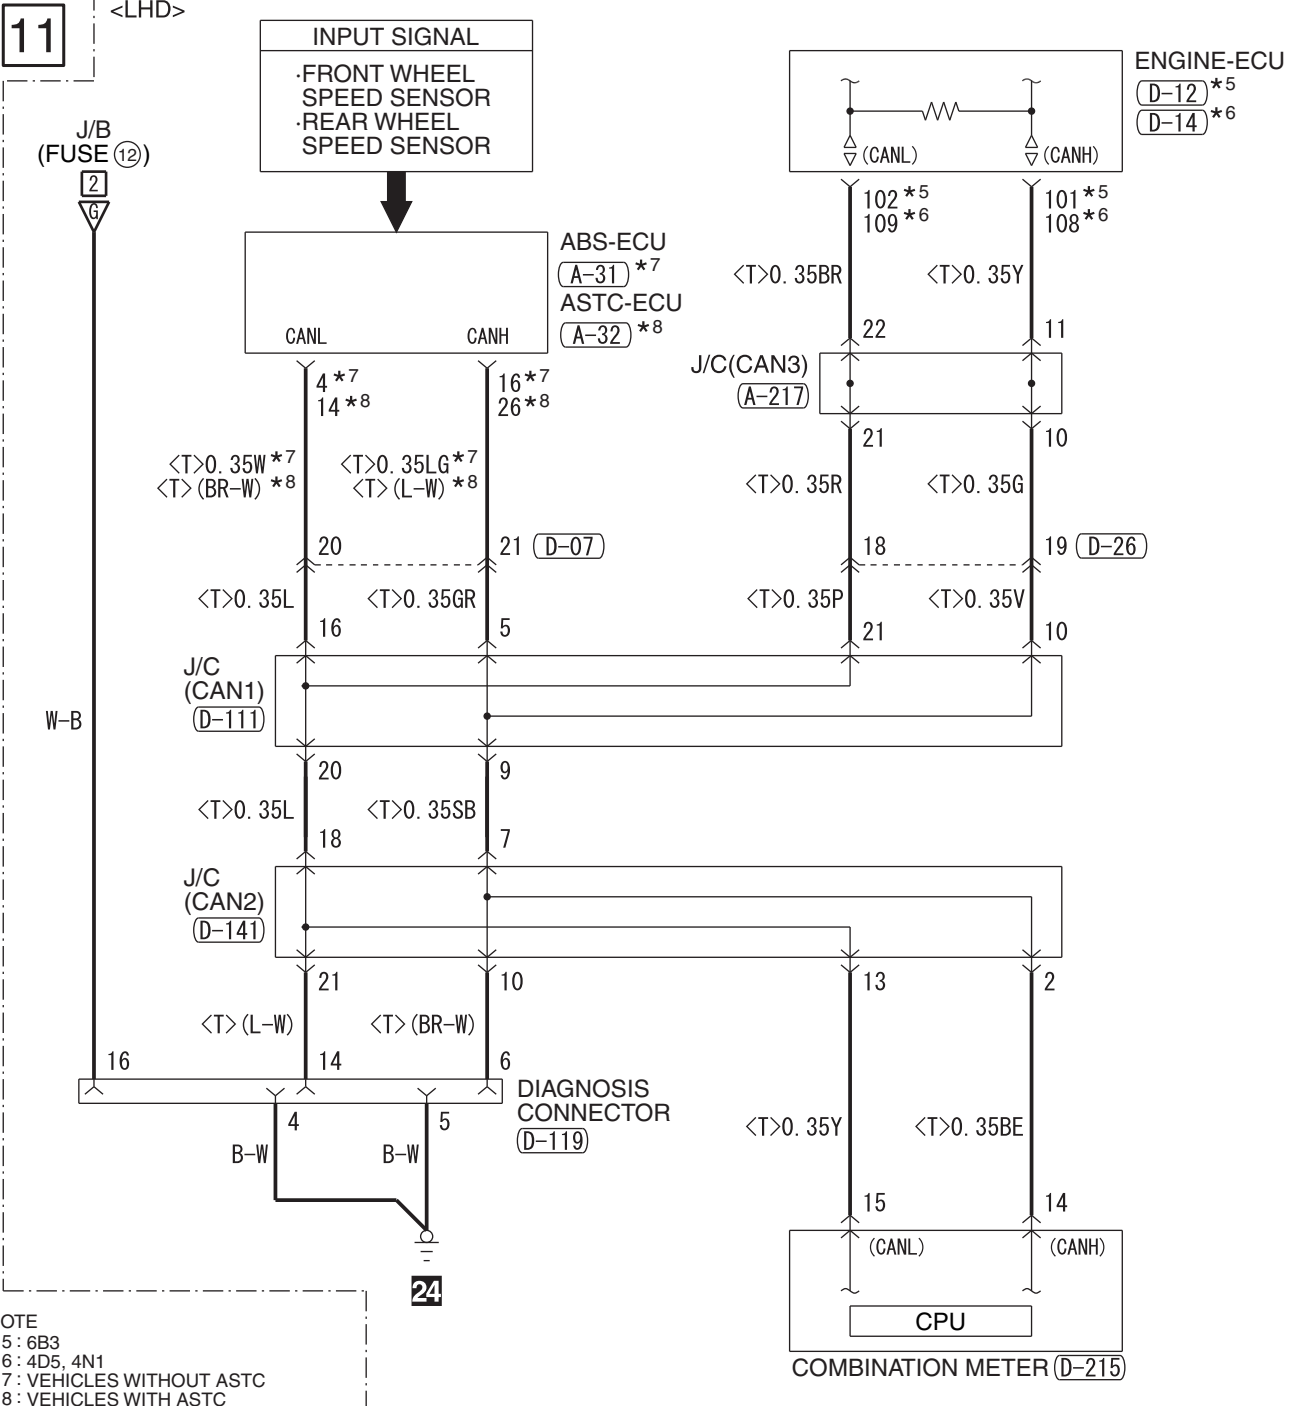 11
<LHD>
INPUT SIGNAL
·FRONT WHEEL
SPEED SENSOR
·REAR WHEEL
SPEED SENSOR
ENGINE-ECU
D-12 *5
D-14 *6
(CANL)
(CANH)
J/B
(FUSE 12)
2
G
102 *5
109 *6
101 *5
108 *6
ABS-ECU
A-31 *7
ASTC-ECU
A-32 *8
CANL
CANH
<T>0.35BR
<T>0.35Y
22
11
J/C(CAN3)
A-217
4 *7
14 *8
16 *7
26 *8
21
10
<T>0.35W *7
<T>(BR-W) *8
<T>0.35LG *7
<T>(L-W) *8
<T>0.35R
<T>0.35G
20
21 D-07
18
19 D-26
<T>0.35L
<T>0.35GR
<T>0.35P
<T>0.35V
16
5
21
10
J/C
(CAN1)
D-111
W-B
20
9
<T>0.35L
<T>0.35SB
18
7
J/C
(CAN2)
D-141
21
10
13
2
<T>(L-W)
<T>(BR-W)
16
14
6
DIAGNOSIS
CONNECTOR
D-119
4
5
B-W
B-W
<T>0.35Y
<T>0.35BE
24
15
14
(CANL)
(CANH)
CPU
COMBINATION METER D-215
OTE
5 : 6B3
6 : 4D5, 4N1
7 : VEHICLES WITHOUT ASTC
8 : VEHICLES WITH ASTC